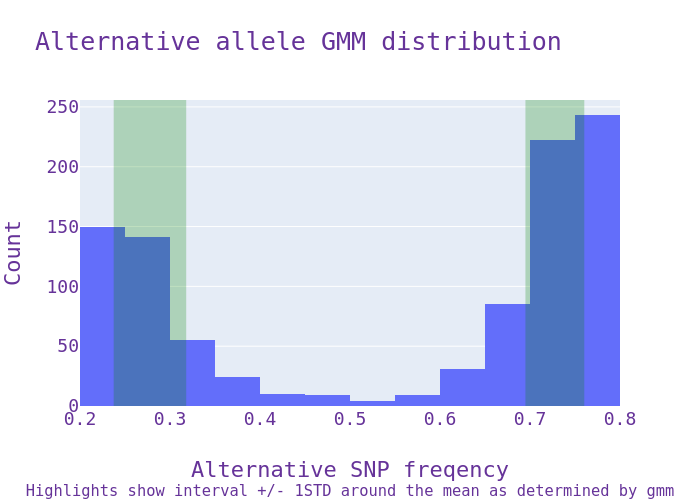 Alternative allele GMM distribution
250
200
150
100
50
0
Count
0.2 0.3 0.4 0.5 0.6 0.7 0.8
Alternative SNP freqency
Highlights show interval +/- 1STD around the mean as determined by gmm